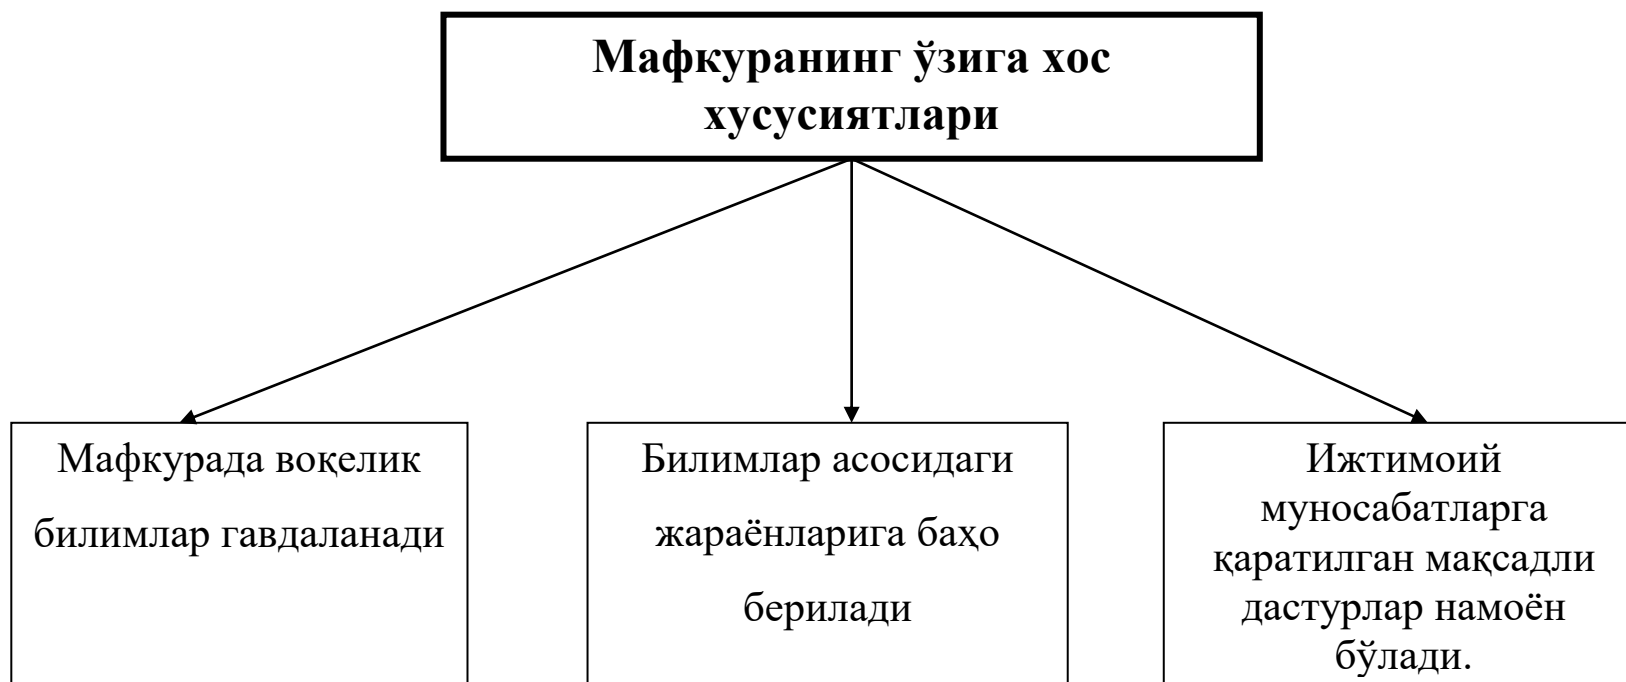 Мафкуранинг ўзига хос
хусусиятлари
Мафкурада воқелик
билимлар гавдаланади
Билимлар асосидаги
жараёнларига баҳо
берилади
Ижтимоий
муносабатларга
қаратилган мақсадли
дастурлар намоён
бўлади.